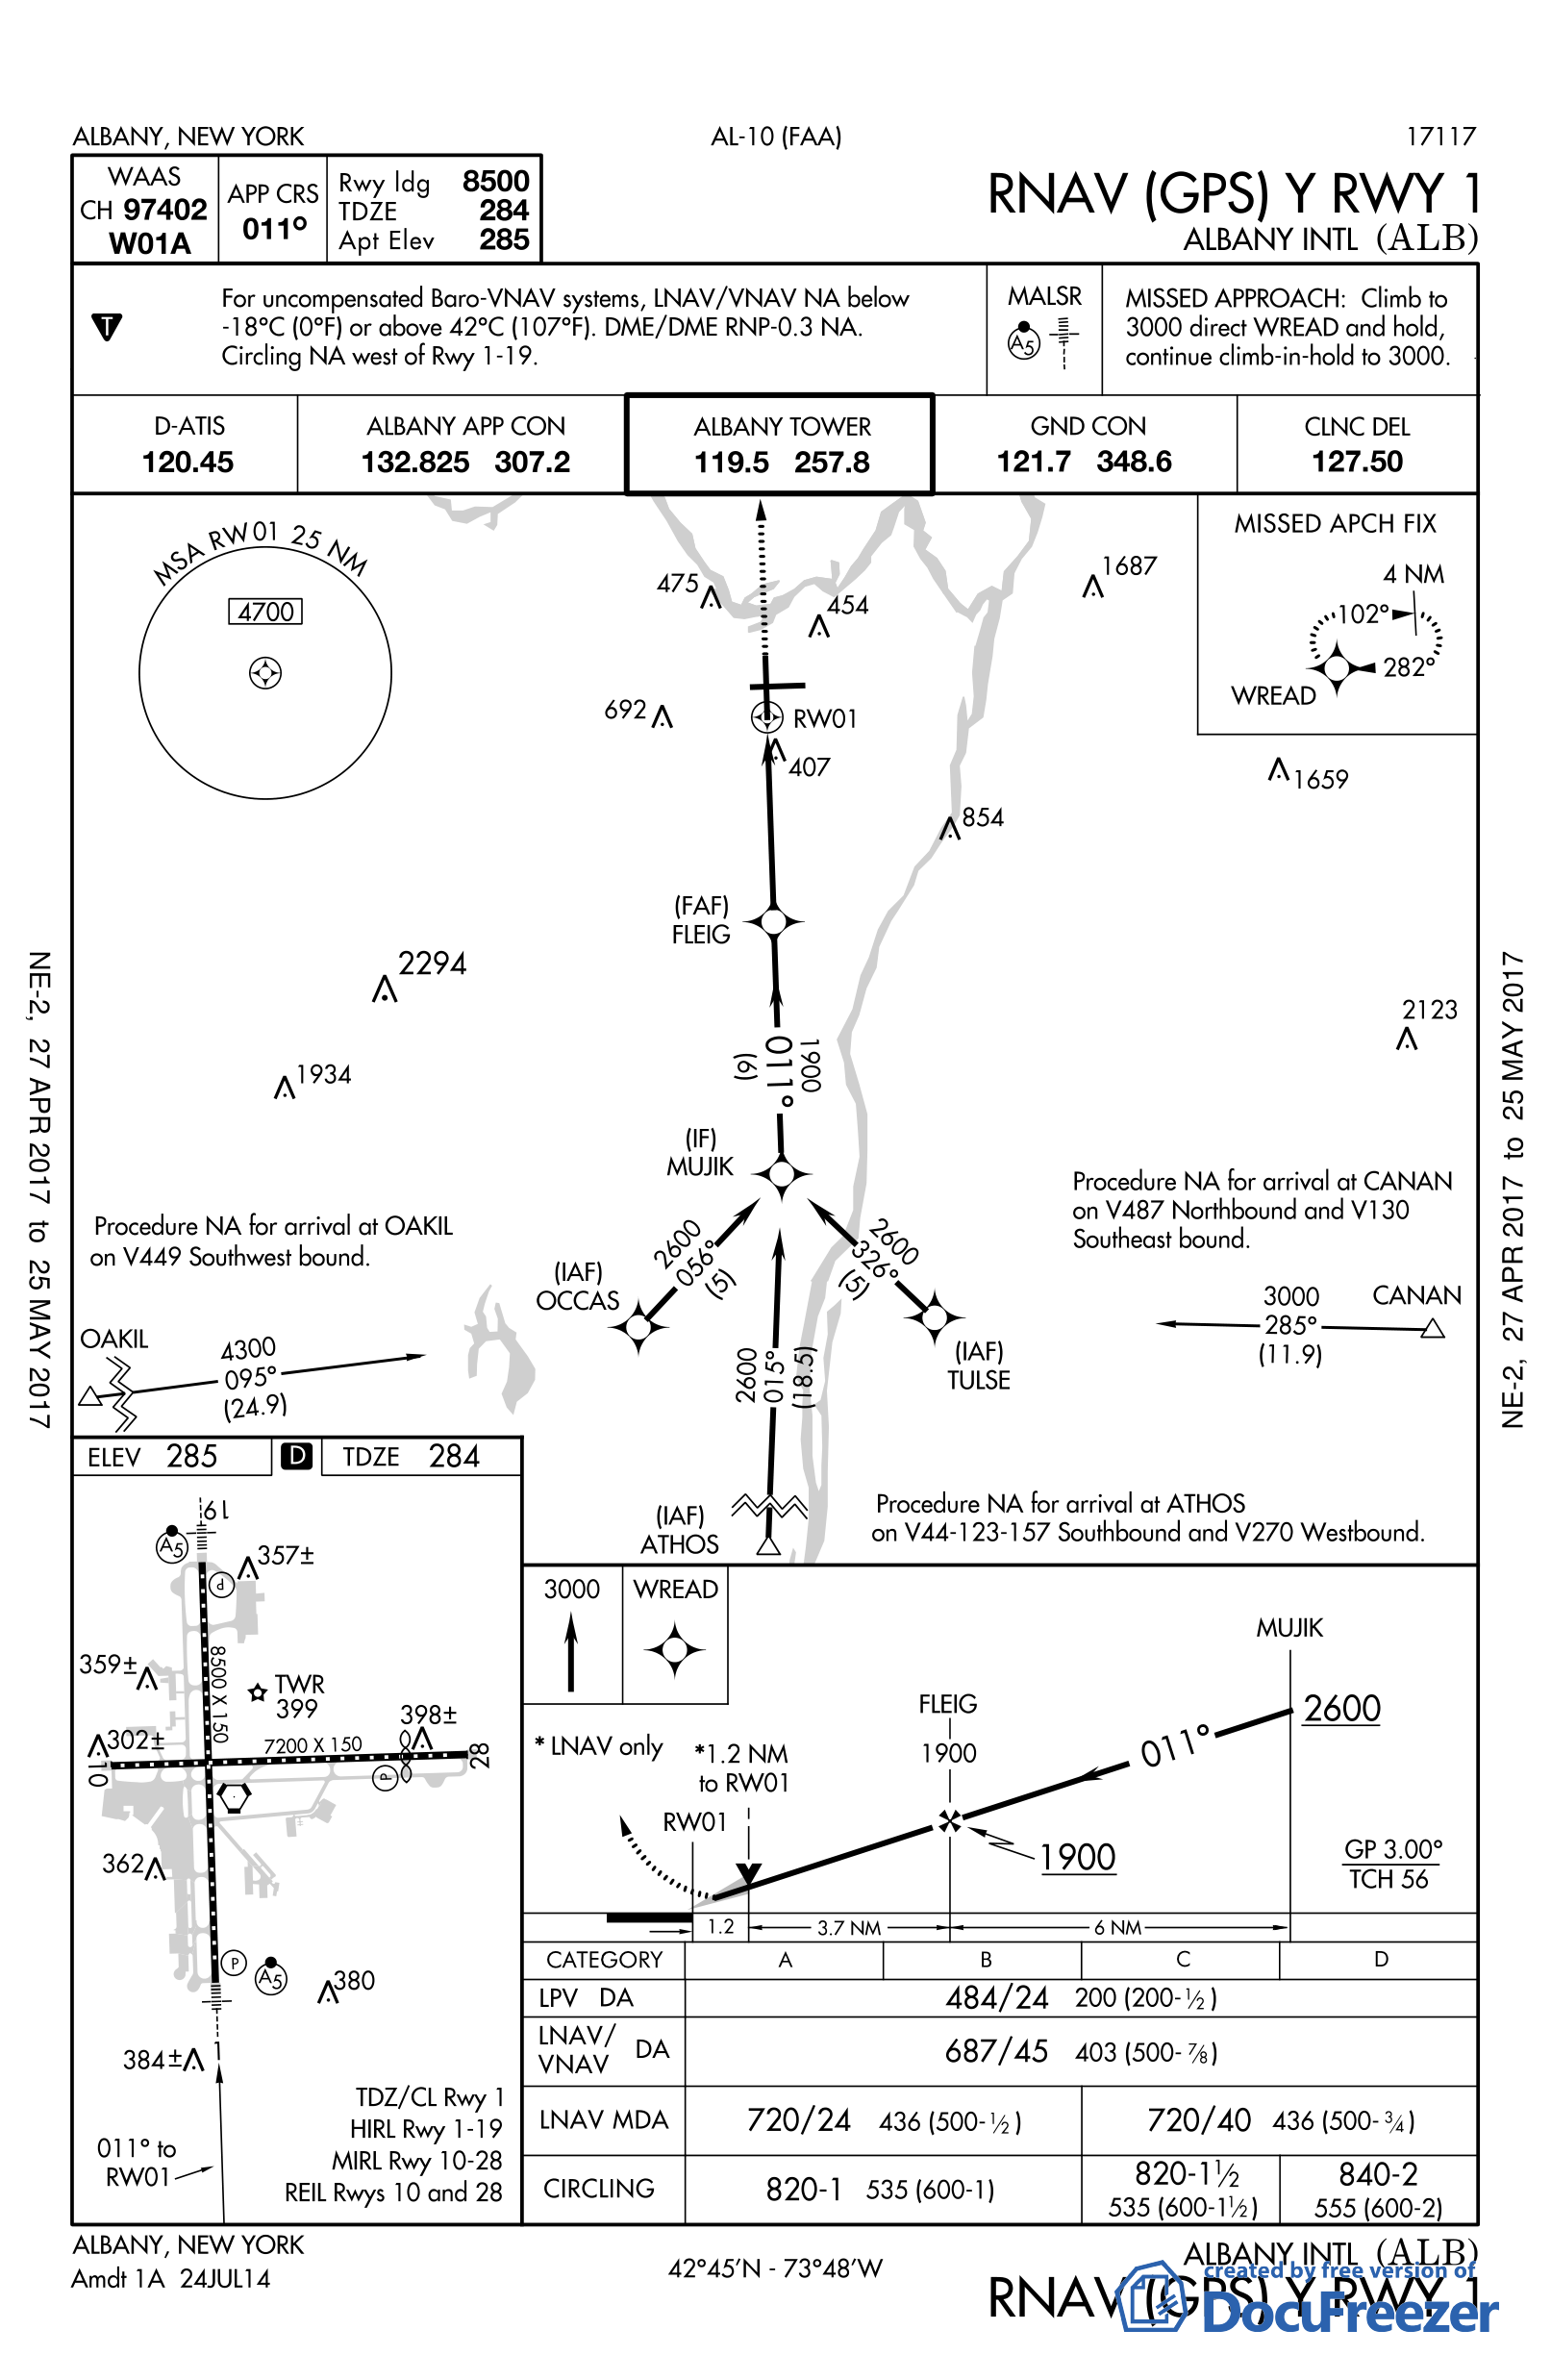 ALBANY, NEW YORK
AL-10 (FAA)
17117
WAAS
CH 97402
W01A
APP CRS
011°
Rwy ldg 8500
TDZE 284
Apt Elev 285
RNAV (GPS) Y RWY 1
ALBANY INTL (ALB)
T
For uncompensated Baro-VNAV systems, LNAV/VNAV NA below
-18°C (0°F) or above 42°C (107°F). DME/DME RNP-0.3 NA.
Circling NA west of Rwy 1-19.
MALSR
A5
MISSED APPROACH: Climb to
3000 direct WREAD and hold,
continue climb-in-hold to 3000.
D-ATIS
120.45
ALBANY APP CON
132.825 307.2
ALBANY TOWER
119.5 257.8
GND CON
121.7 348.6
CLNC DEL
127.50
MSA RW01 25 NM
4700
475
454
1687
MISSED APCH FIX
4 NM
102°
282°
WREAD
692
RW01
407
1659
854
(FAF)
FLEIG
2294
2123
1934
1900
011°
(6)
(IF)
MUJIK
Procedure NA for arrival at CANAN
on V487 Northbound and V130
Southeast bound.
Procedure NA for arrival at OAKIL
on V449 Southwest bound.
2600
056°
(5)
2600
326°
(5)
(IAF)
OCCAS
(IAF)
TULSE
3000
285°
(11.9)
CANAN
OAKIL
4300
095°
(24.9)
2600
015°
(18.5)
(IAF)
ATHOS
Procedure NA for arrival at ATHOS
on V44-123-157 Southbound and V270 Westbound.
NE-2, 27 APR 2017 to 25 MAY 2017
NE-2, 27 APR 2017 to 25 MAY 2017
ELEV 285
D
TDZE 284
19
A5
357±
P
359±
8500 X 150
TWR
399
398±
302±
7200 X 150
10
28
P
362
P
A5
380
384±
1
TDZ/CL Rwy 1
HIRL Rwy 1-19
MIRL Rwy 10-28
REIL Rwys 10 and 28
011° to
RW01
3000
WREAD
MUJIK
2600
FLEIG
1900
011°
* LNAV only
*1.2 NM
to RW01
RW01
1900
GP 3.00°
TCH 56
1.2
3.7 NM
6 NM
CATEGORY A B C D
LPV DA 484/24 200 (200-½)
LNAV/
VNAV DA 687/45 403 (500-⅞)
LNAV MDA 720/24 436 (500-½) 720/40 436 (500-¾)
CIRCLING 820-1 535 (600-1) 820-1½ 535 (600-1½) 840-2 555 (600-2)
ALBANY, NEW YORK
Amdt 1A 24JUL14
42°45'N - 73°48'W
ALBANY INTL (ALB)
RNAV (GPS) Y RWY 1
created by free version of
DocuFreezer